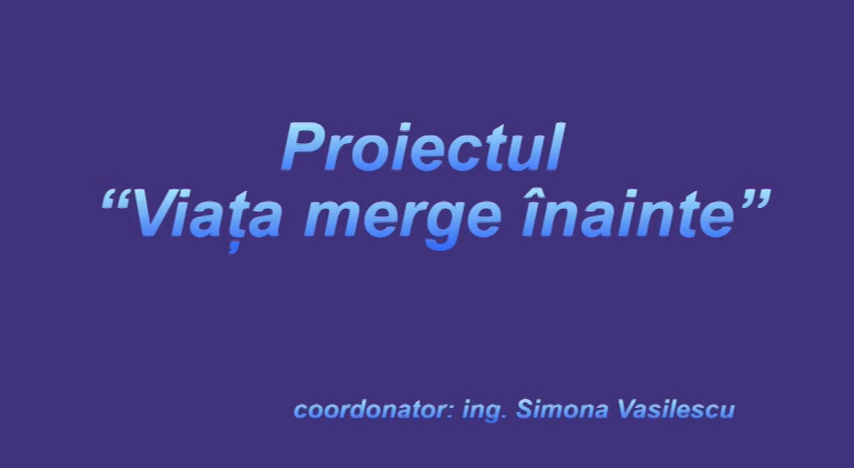 Proiectul
“Viața merge înainte”
coordonator: ing. Simona Vasilescu